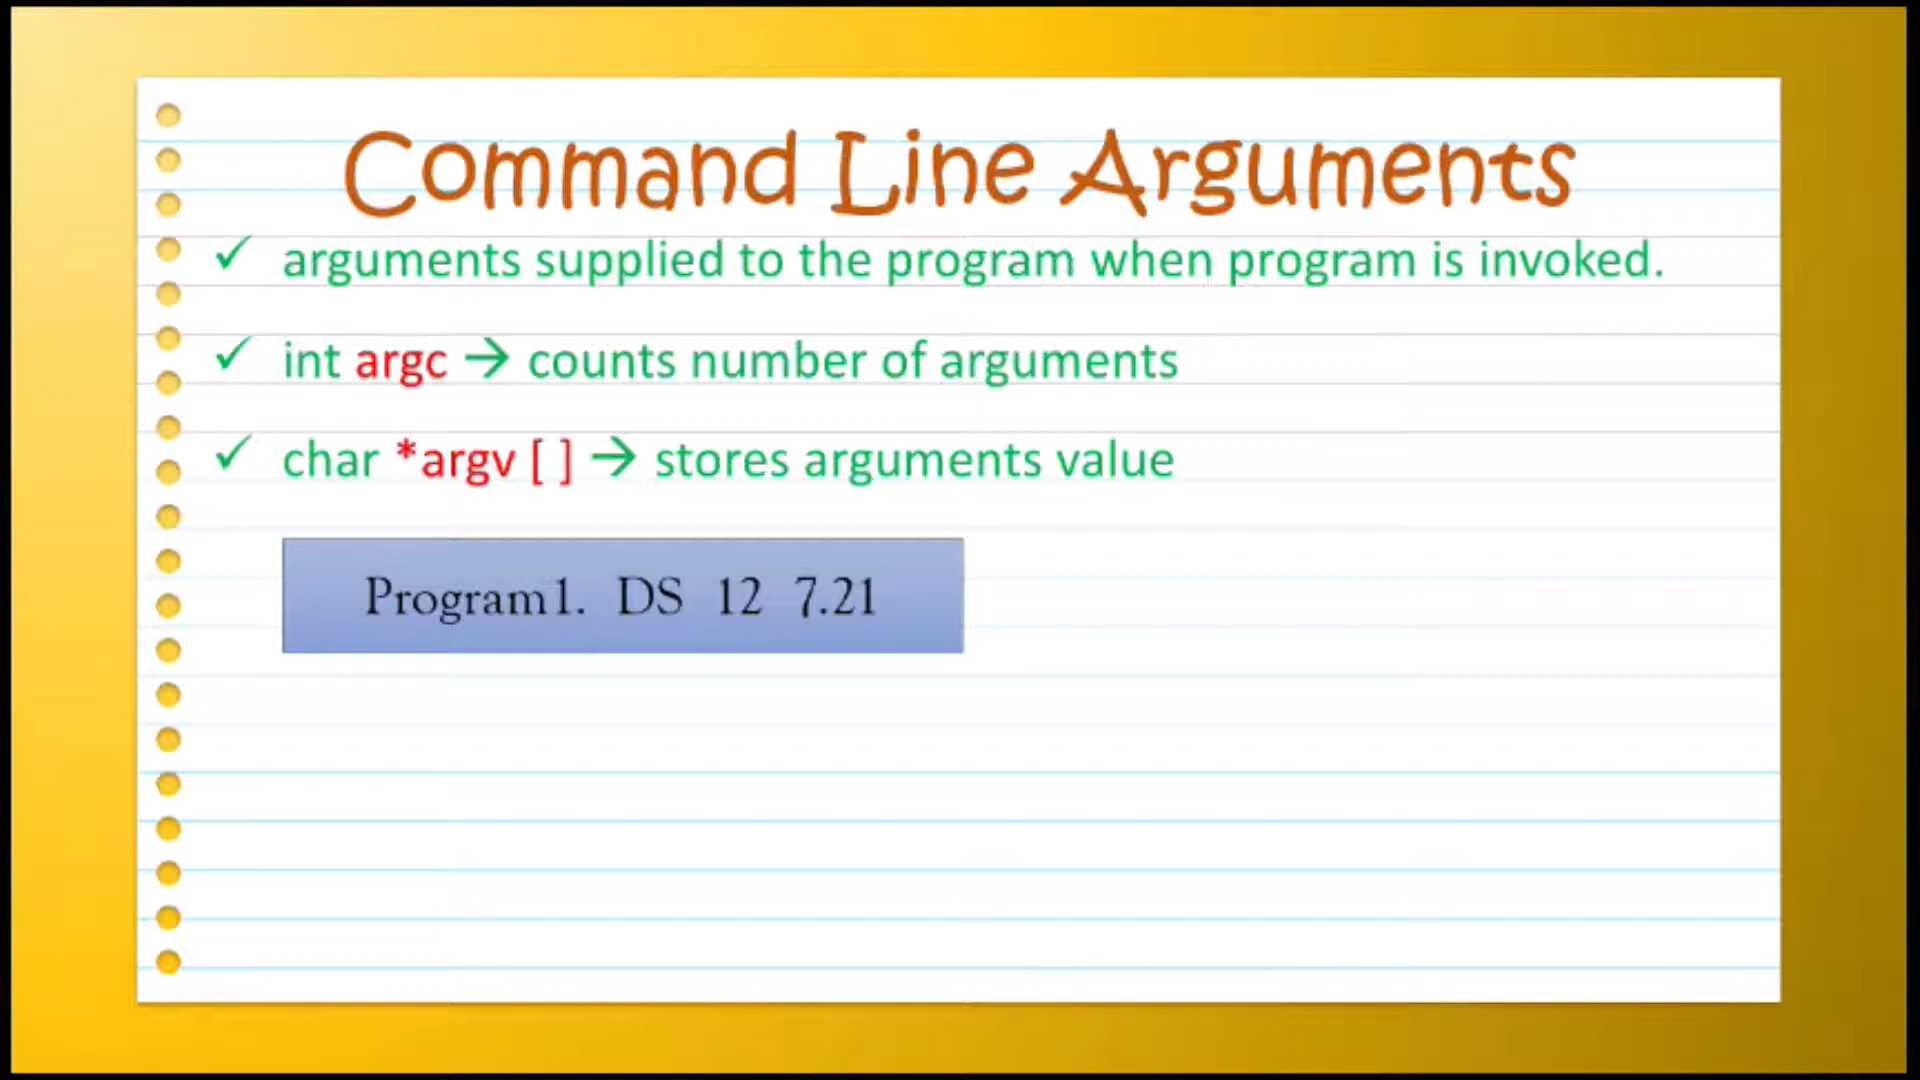 Command Line Arguments
✓ arguments supplied to the program when program is invoked.
✓ int argc → counts number of arguments
✓ char *argv [ ] → stores arguments value
Program1. DS 12 7.21